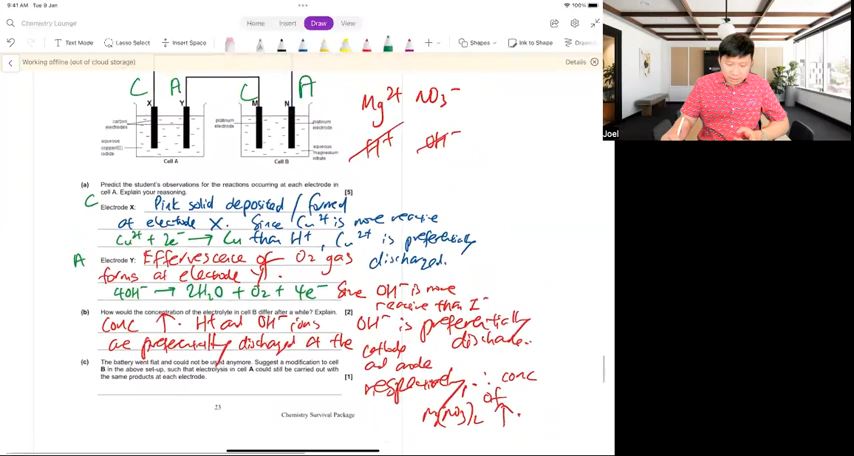 9:41 AM Tue 9 Jan
100%
Chemistry Lounge
Home Insert Draw View
Text Mode Lasso Select Insert Space Shapes Ink to Shape Drawing
Working offline (out of cloud storage) Details
C A C A
X Y M N
Mg2+ NO3-
H+ OH-
carbon electrodes
platinum electrode
platinum electrodes
aqueous copper(II) iodide
aqueous magnesium nitrate
Cell A Cell B
(a) Predict the student's observations for the reactions occurring at each electrode in
cell A. Explain your reasoning. [5]
C Electrode X: Pink solid deposited / formed
at electrode X. Since Cu2+ is more reactive
Cu2+ + 2e- → Cu than H+, Cu2+ is preferentially
discharged.
A Electrode Y: Effervescence of O2 gas
forms at electrode Y.
4OH- → 2H2O + O2 + 4e- Since OH- is more
reactive than I-
OH- is preferentially
discharge.
(b) How would the concentration of the electrolyte in cell B differ after a while? Explain. [2]
conc ↑. H+ and OH- ions
are preferentially discharged at the
cathode
and anode
respectively, ∴ conc
of
Mg(NO3)2 ↑.
(c) The battery went flat and could not be used anymore. Suggest a modification to cell
B in the above set-up, such that electrolysis in cell A could still be carried out with
the same products at each electrode. [1]
23
Chemistry Survival Package
Joel